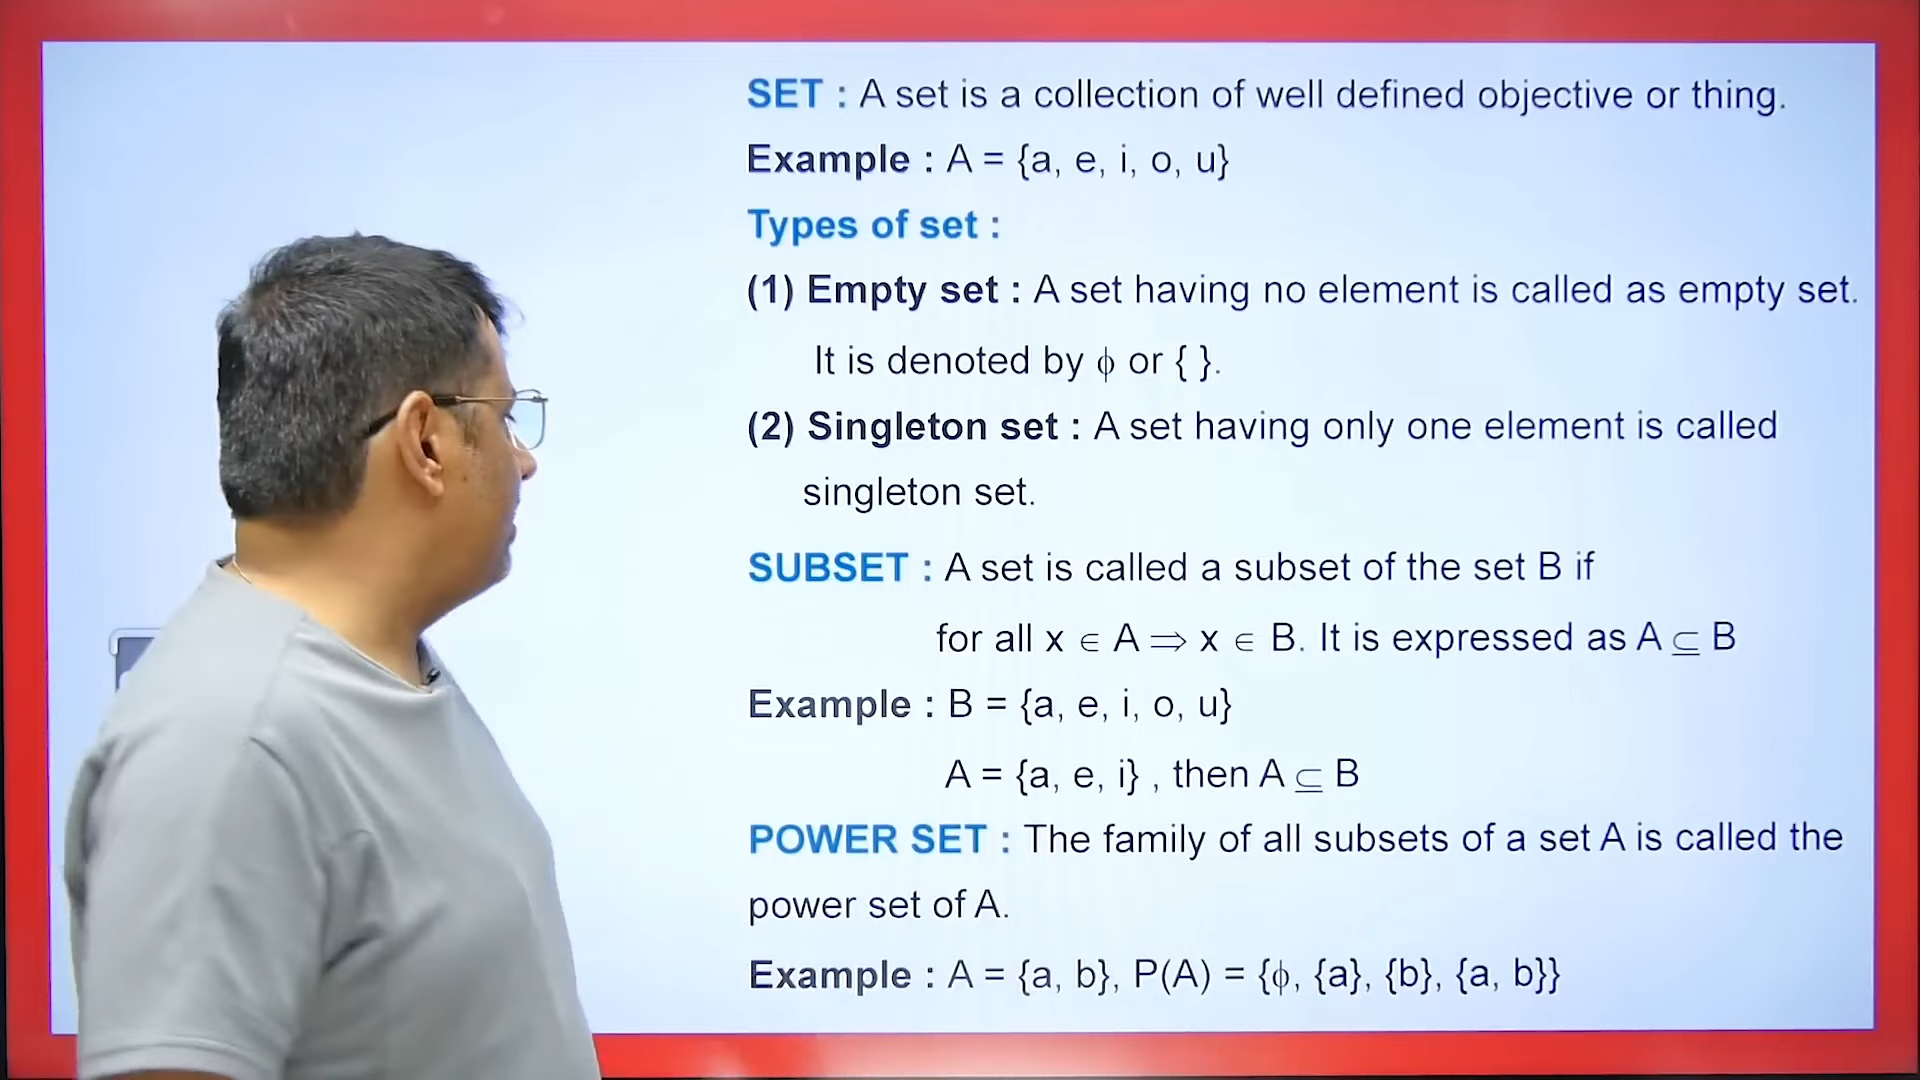 SET : A set is a collection of well defined objective or thing.
Example : A = {a, e, i, o, u}
Types of set :
(1) Empty set : A set having no element is called as empty set.
It is denoted by ϕ or { }.
(2) Singleton set : A set having only one element is called
singleton set.
SUBSET : A set is called a subset of the set B if
for all x ∈ A ⟹ x ∈ B. It is expressed as A ⊆ B
Example : B = {a, e, i, o, u}
A = {a, e, i} , then A ⊆ B
POWER SET : The family of all subsets of a set A is called the
power set of A.
Example : A = {a, b}, P(A) = {ϕ, {a}, {b}, {a, b}}